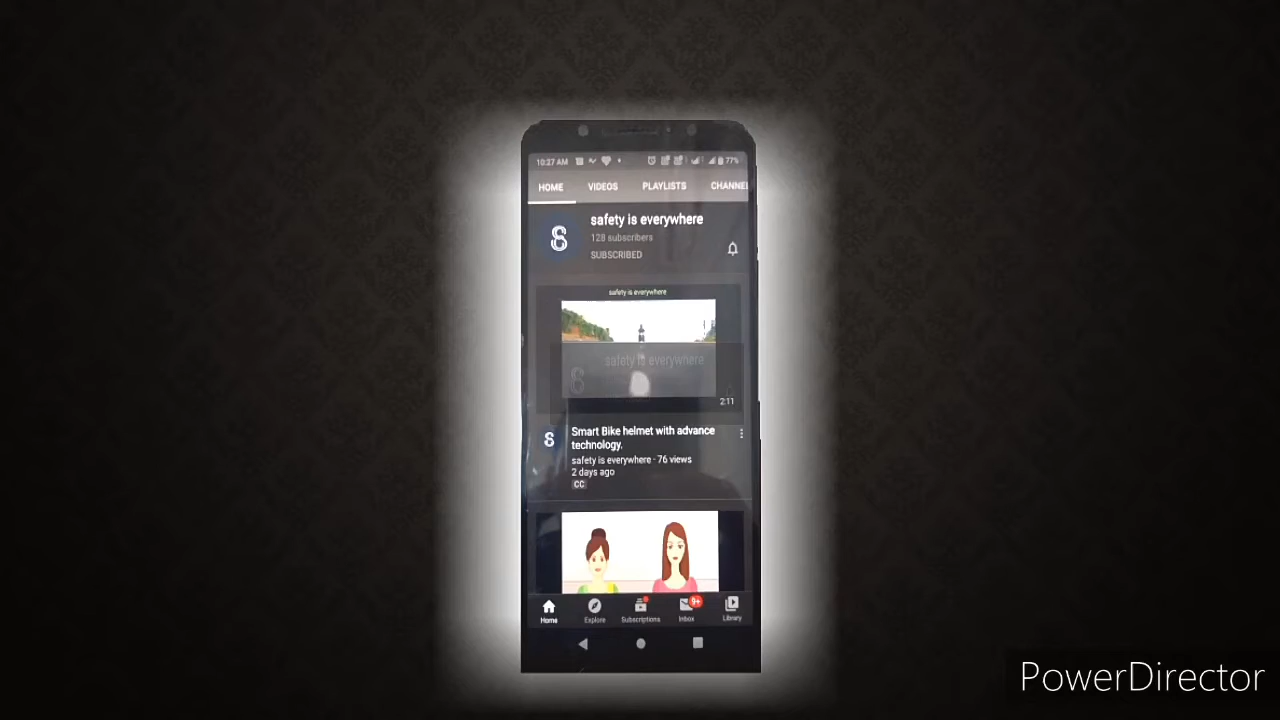 10:27 AM
77%
HOME VIDEOS PLAYLISTS CHANNEL
safety is everywhere
128 subscribers
SUBSCRIBED
safety is everywhere
safety is everywhere
2:11
Smart Bike helmet with advance
technology.
safety is everywhere · 76 views
2 days ago
CC
9+
Home Explore Subscriptions Inbox Library
PowerDirector